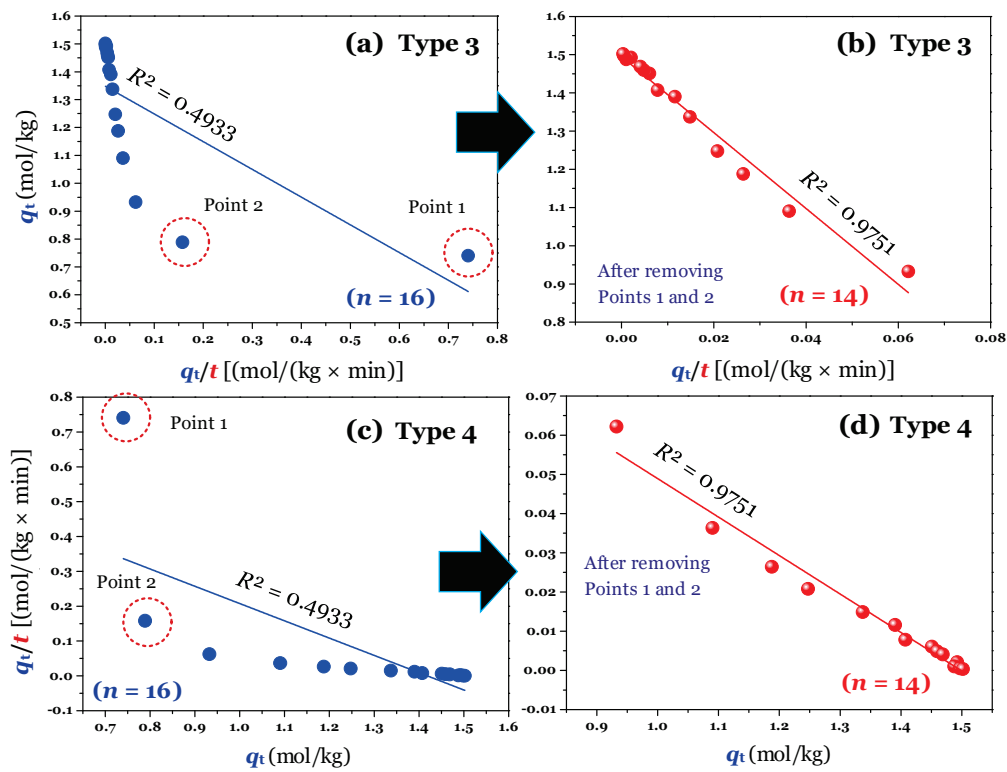 (a) Type 3
1.5
1.4
1.3
1.2
1.1
1.0
0.9
0.8
0.7
0.6
0.5
qt (mol/kg)
R² = 0.4933
Point 2
Point 1
(n = 16)
0.0 0.1 0.2 0.3 0.4 0.5 0.6 0.7 0.8
qt/t [(mol/(kg × min)]
(b) Type 3
1.6
1.5
1.4
1.3
1.2
1.1
1.0
0.9
0.8
R² = 0.9751
After removing
Points 1 and 2
(n = 14)
0.00 0.02 0.04 0.06 0.08
qt/t [(mol/(kg × min)]
(c) Type 4
0.8
0.7
0.6
0.5
0.4
0.3
0.2
0.1
0.0
-0.1
qt/t [(mol/(kg × min)]
Point 1
Point 2
R² = 0.4933
(n = 16)
0.6 0.7 0.8 0.9 1.0 1.1 1.2 1.3 1.4 1.5 1.6
qt (mol/kg)
(d) Type 4
0.07
0.06
0.05
0.04
0.03
0.02
0.01
0.00
-0.01
R² = 0.9751
After removing
Points 1 and 2
(n = 14)
0.9 1.0 1.1 1.2 1.3 1.4 1.5
qt (mol/kg)